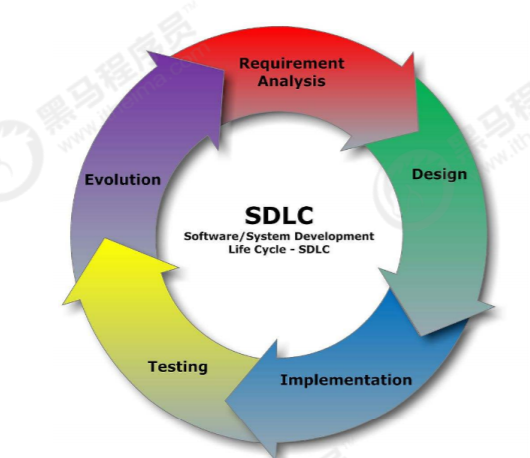 Requirement
Analysis
Design
Evolution
SDLC
Software/System Development
Life Cycle - SDLC
Testing
Implementation
黑马程序员
www.itheima.com